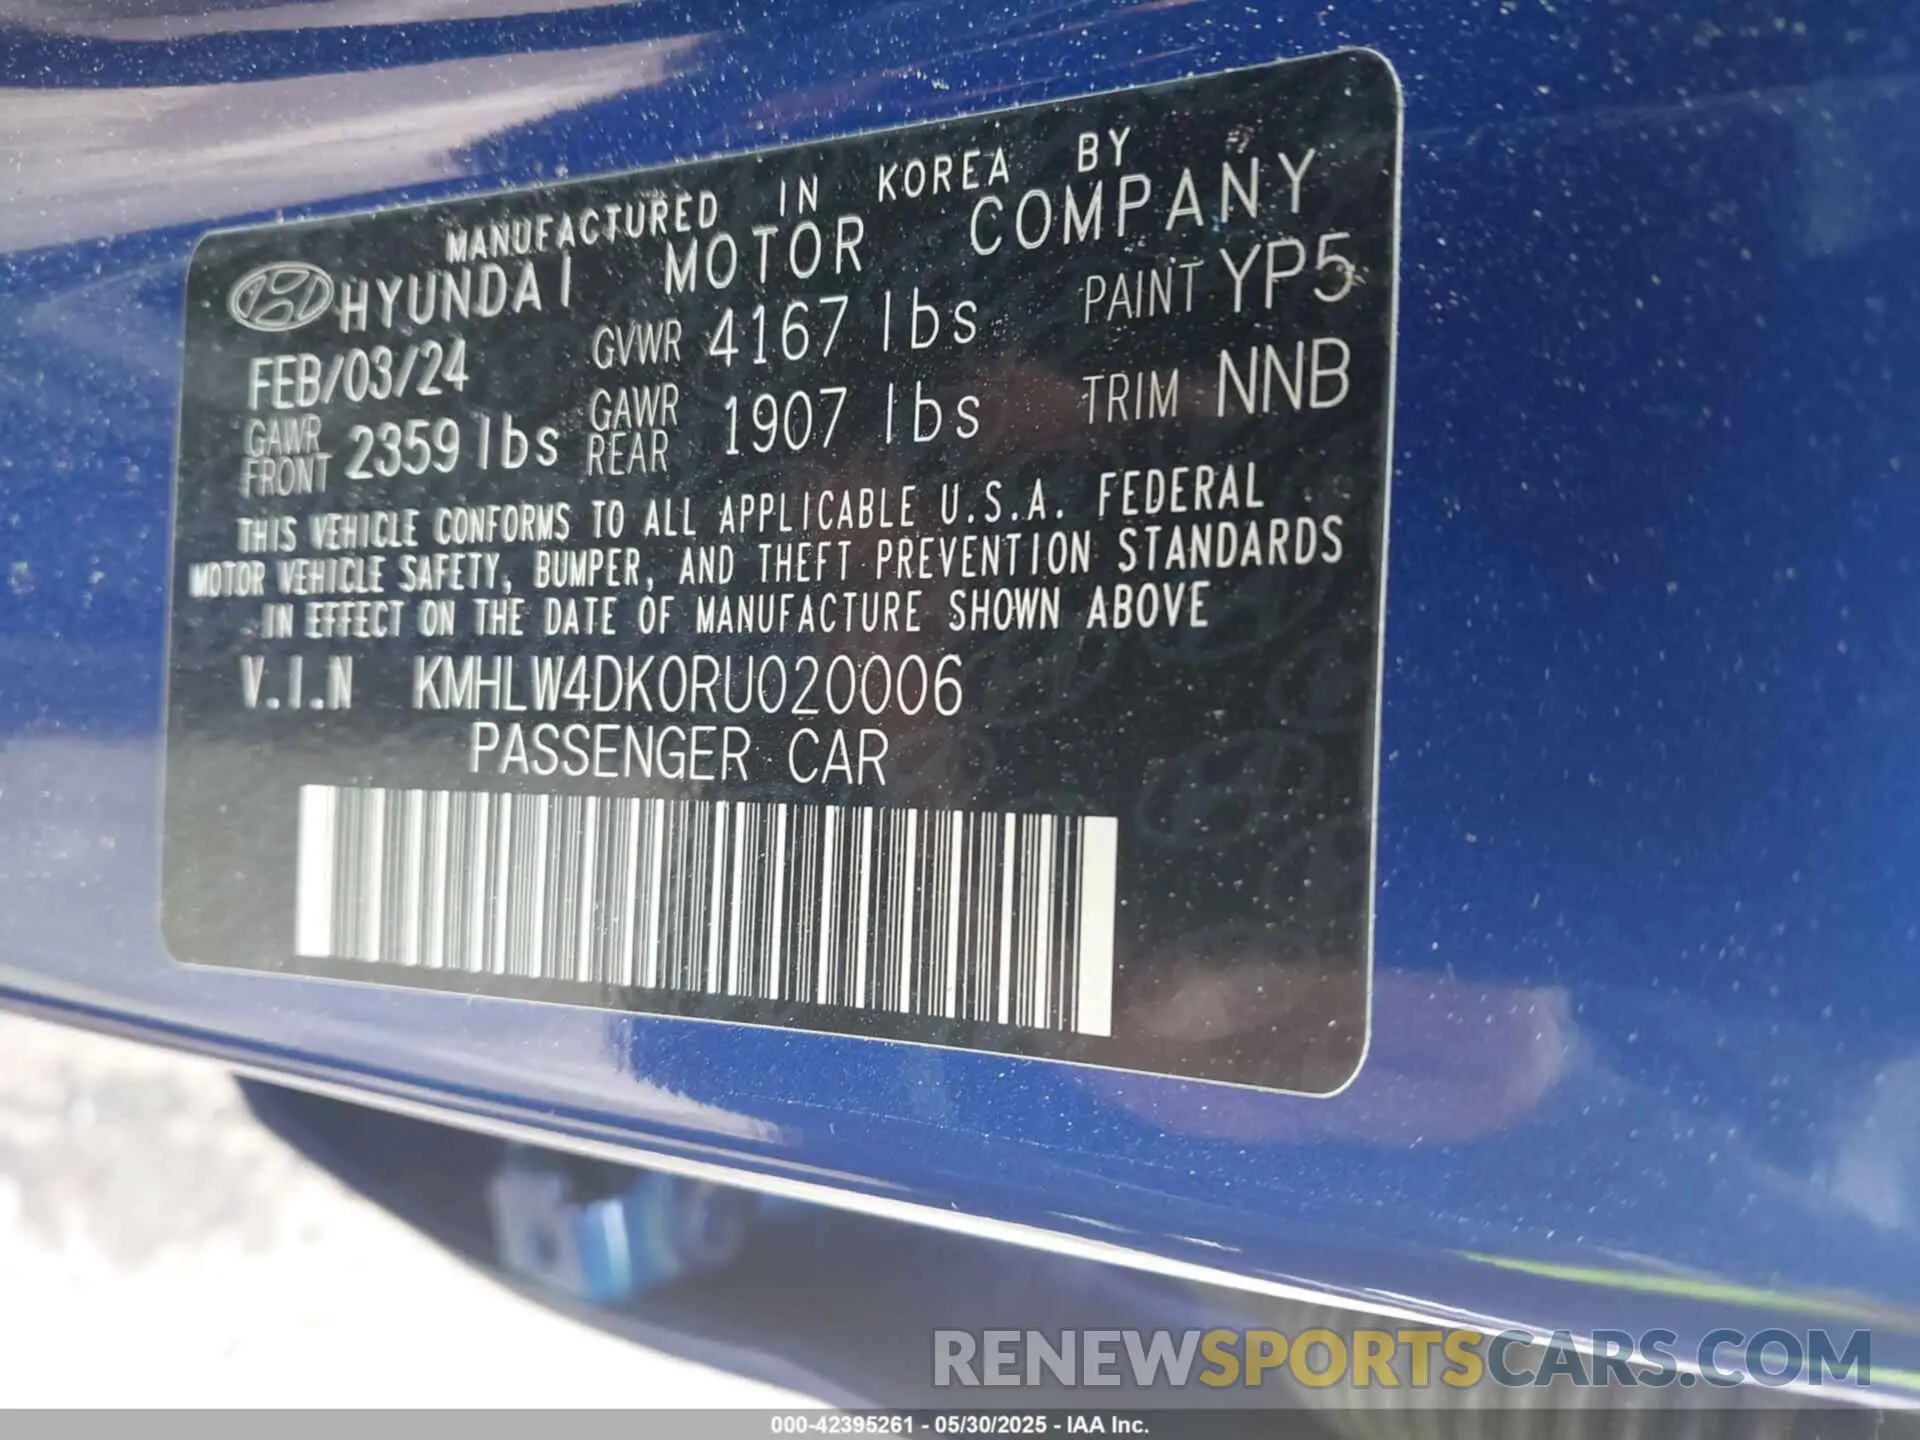 MANUFACTURED IN KOREA BY
HYUNDAI MOTOR COMPANY
FEB/03/24 GVWR 4167 lbs PAINT YP5
GAWR FRONT 2359 lbs GAWR REAR 1907 lbs TRIM NNB
THIS VEHICLE CONFORMS TO ALL APPLICABLE U.S.A. FEDERAL
MOTOR VEHICLE SAFETY, BUMPER, AND THEFT PREVENTION STANDARDS
IN EFFECT ON THE DATE OF MANUFACTURE SHOWN ABOVE
V.I.N KMHLW4DK0RU020006
PASSENGER CAR
RENEWSPORTSCARS.COM
000-42395261 - 05/30/2025 - IAA Inc.